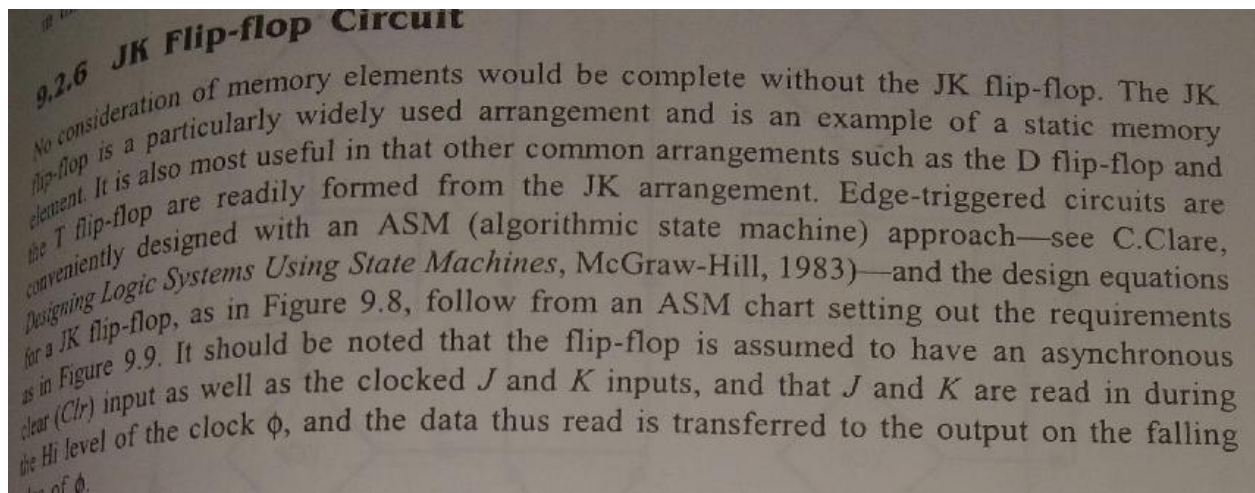 9.2.6 JK Flip-flop Circuit
No consideration of memory elements would be complete without the JK flip-flop. The JK
flip-flop is a particularly widely used arrangement and is an example of a static memory
element. It is also most useful in that other common arrangements such as the D flip-flop and
the T flip-flop are readily formed from the JK arrangement. Edge-triggered circuits are
conveniently designed with an ASM (algorithmic state machine) approach—see C.Clare,
Designing Logic Systems Using State Machines, McGraw-Hill, 1983)—and the design equations
for a JK flip-flop, as in Figure 9.8, follow from an ASM chart setting out the requirements
as in Figure 9.9. It should be noted that the flip-flop is assumed to have an asynchronous
clear (Clr) input as well as the clocked J and K inputs, and that J and K are read in during
the Hi level of the clock ϕ, and the data thus read is transferred to the output on the falling
of ϕ.